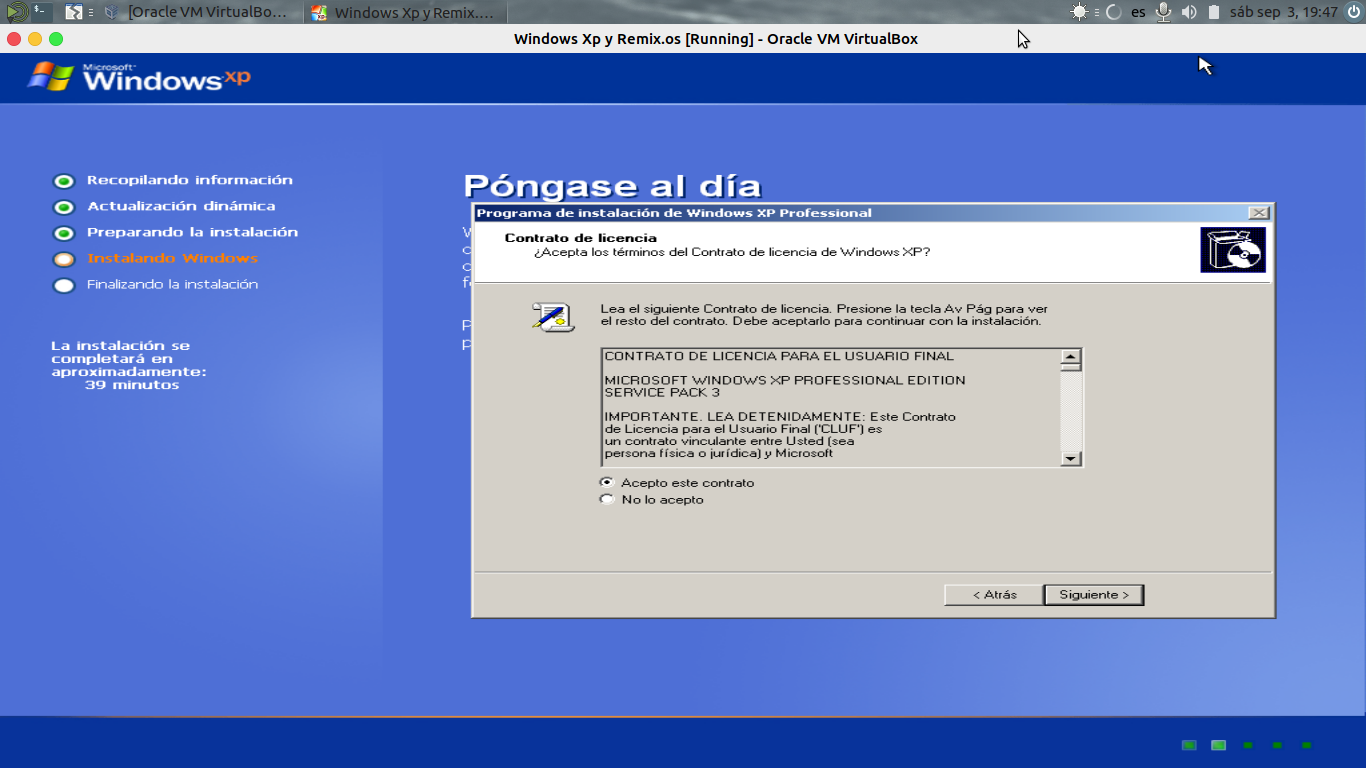 [Oracle VM VirtualBo...
Windows Xp y Remix....
es
sáb sep 3, 19:47
Windows Xp y Remix.os [Running] - Oracle VM VirtualBox
Microsoft
Windows xp
Recopilando información
Actualización dinámica
Preparando la instalación
Instalando Windows
Finalizando la instalación
La instalación se
completará en
aproximadamente:
39 minutos
Póngase al día
Programa de instalación de Windows XP Professional
Contrato de licencia
¿Acepta los términos del Contrato de licencia de Windows XP?
Lea el siguiente Contrato de licencia. Presione la tecla Av Pág para ver
el resto del contrato. Debe aceptarlo para continuar con la instalación.
CONTRATO DE LICENCIA PARA EL USUARIO FINAL
MICROSOFT WINDOWS XP PROFESSIONAL EDITION
SERVICE PACK 3
IMPORTANTE. LEA DETENIDAMENTE: Este Contrato
de Licencia para el Usuario Final ('CLUF') es
un contrato vinculante entre Usted (sea
persona física o jurídica) y Microsoft
Acepto este contrato
No lo acepto
< Atrás
Siguiente >